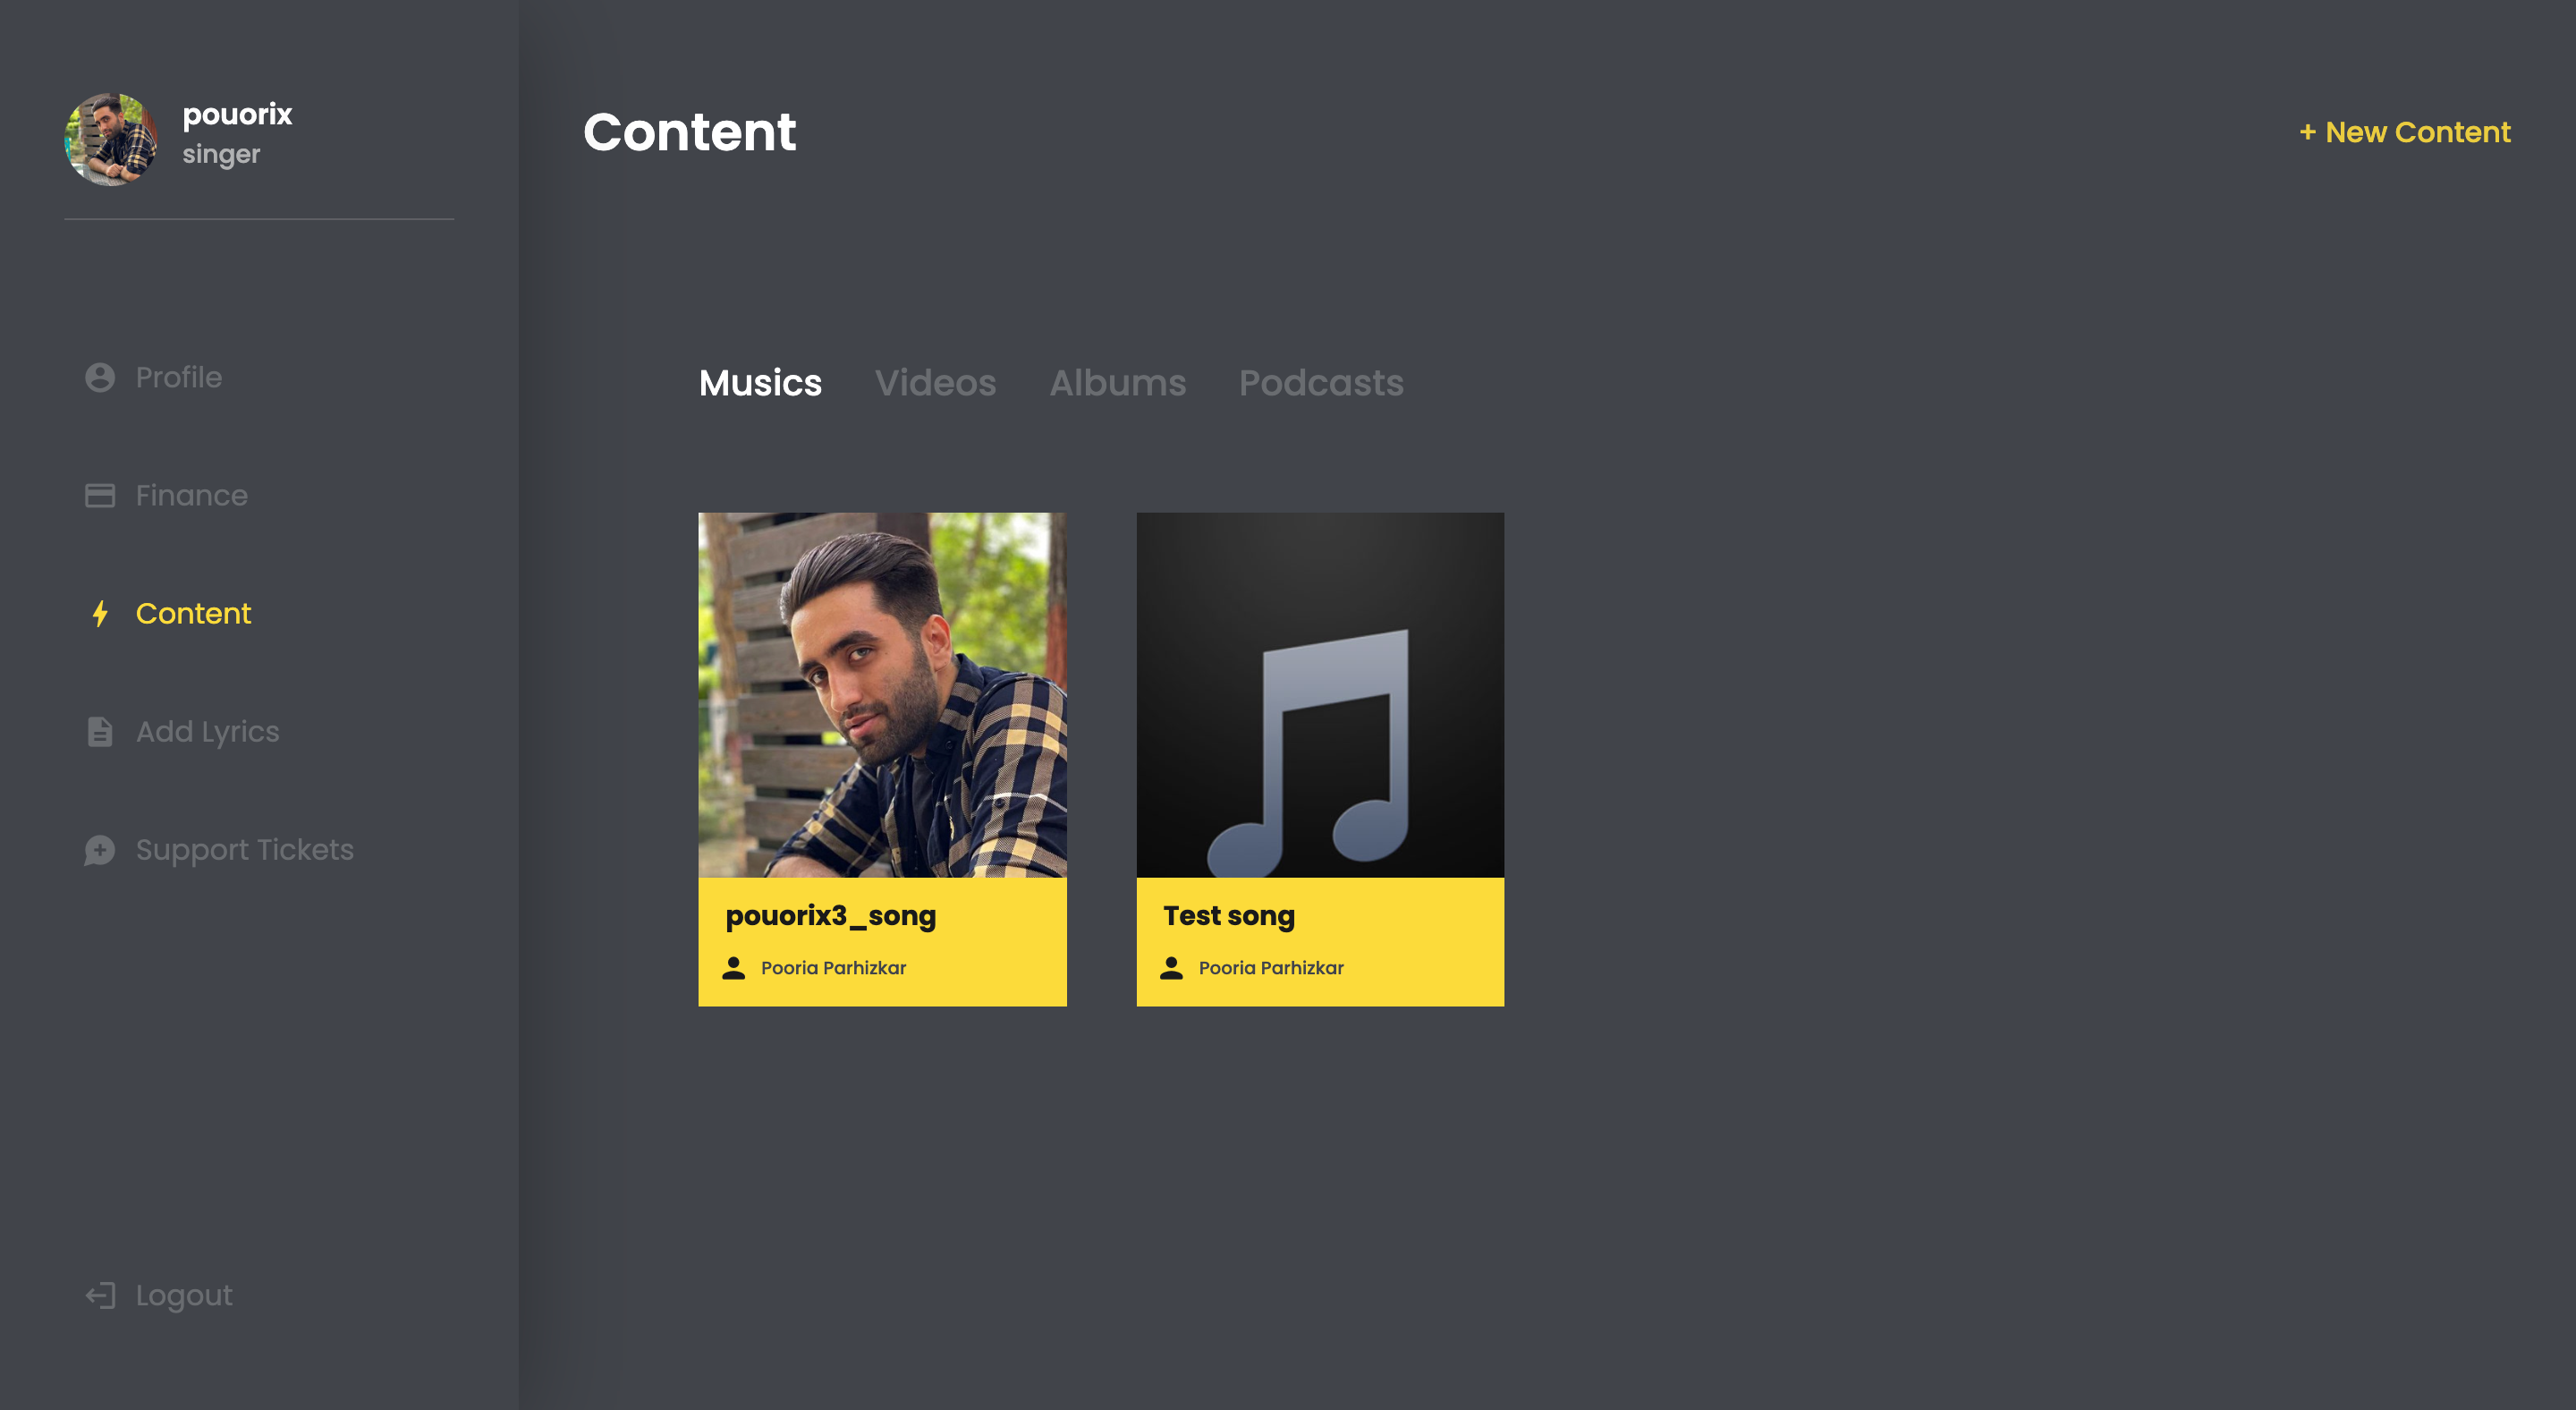 pouorix
singer
Profile
Finance
Content
Add Lyrics
Support Tickets
Logout
Content
+ New Content
Musics Videos Albums Podcasts
pouorix3_song
Pooria Parhizkar
Test song
Pooria Parhizkar